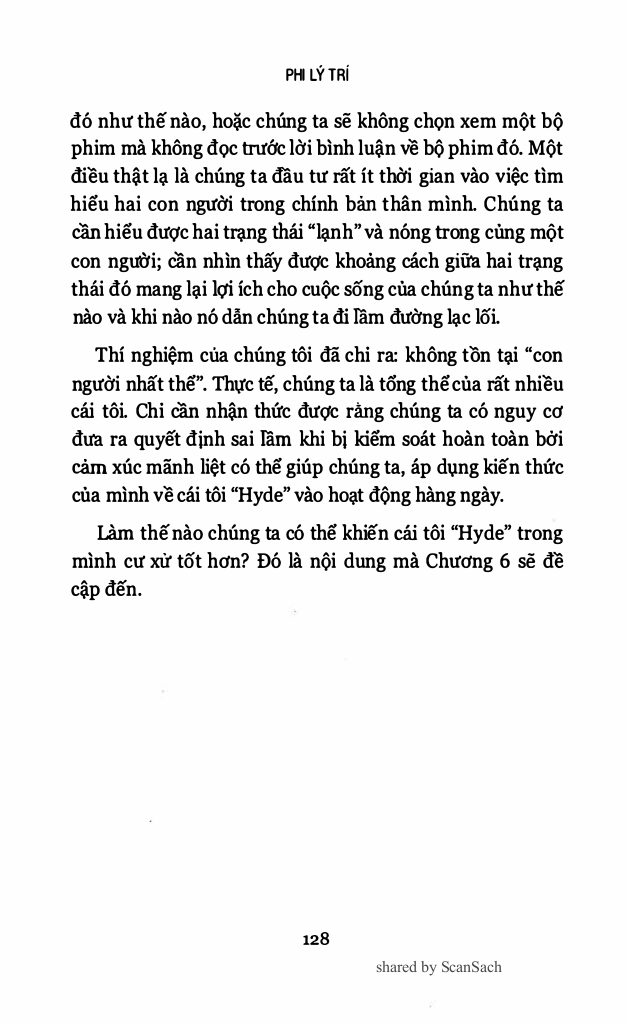 PHI LÝ TRÍ
đó như thế nào, hoặc chúng ta sẽ không chọn xem một bộ
phim mà không đọc trước lời bình luận về bộ phim đó. Một
điều thật lạ là chúng ta đầu tư rất ít thời gian vào việc tìm
hiểu hai con người trong chính bản thân mình. Chúng ta
cần hiểu được hai trạng thái “lạnh” và nóng trong cùng một
con người; cần nhìn thấy được khoảng cách giữa hai trạng
thái đó mang lại lợi ích cho cuộc sống của chúng ta như thế
nào và khi nào nó dẫn chúng ta đi lầm đường lạc lối.
Thí nghiệm của chúng tôi đã chỉ ra: không tồn tại “con
người nhất thể”. Thực tế, chúng ta là tổng thể của rất nhiều
cái tôi. Chỉ cần nhận thức được rằng chúng ta có nguy cơ
đưa ra quyết định sai lầm khi bị kiểm soát hoàn toàn bởi
cảm xúc mãnh liệt có thể giúp chúng ta, áp dụng kiến thức
của mình về cái tôi “Hyde” vào hoạt động hàng ngày.
Làm thế nào chúng ta có thể khiến cái tôi “Hyde” trong
mình cư xử tốt hơn? Đó là nội dung mà Chương 6 sẽ đề
cập đến.
128
shared by ScanSach